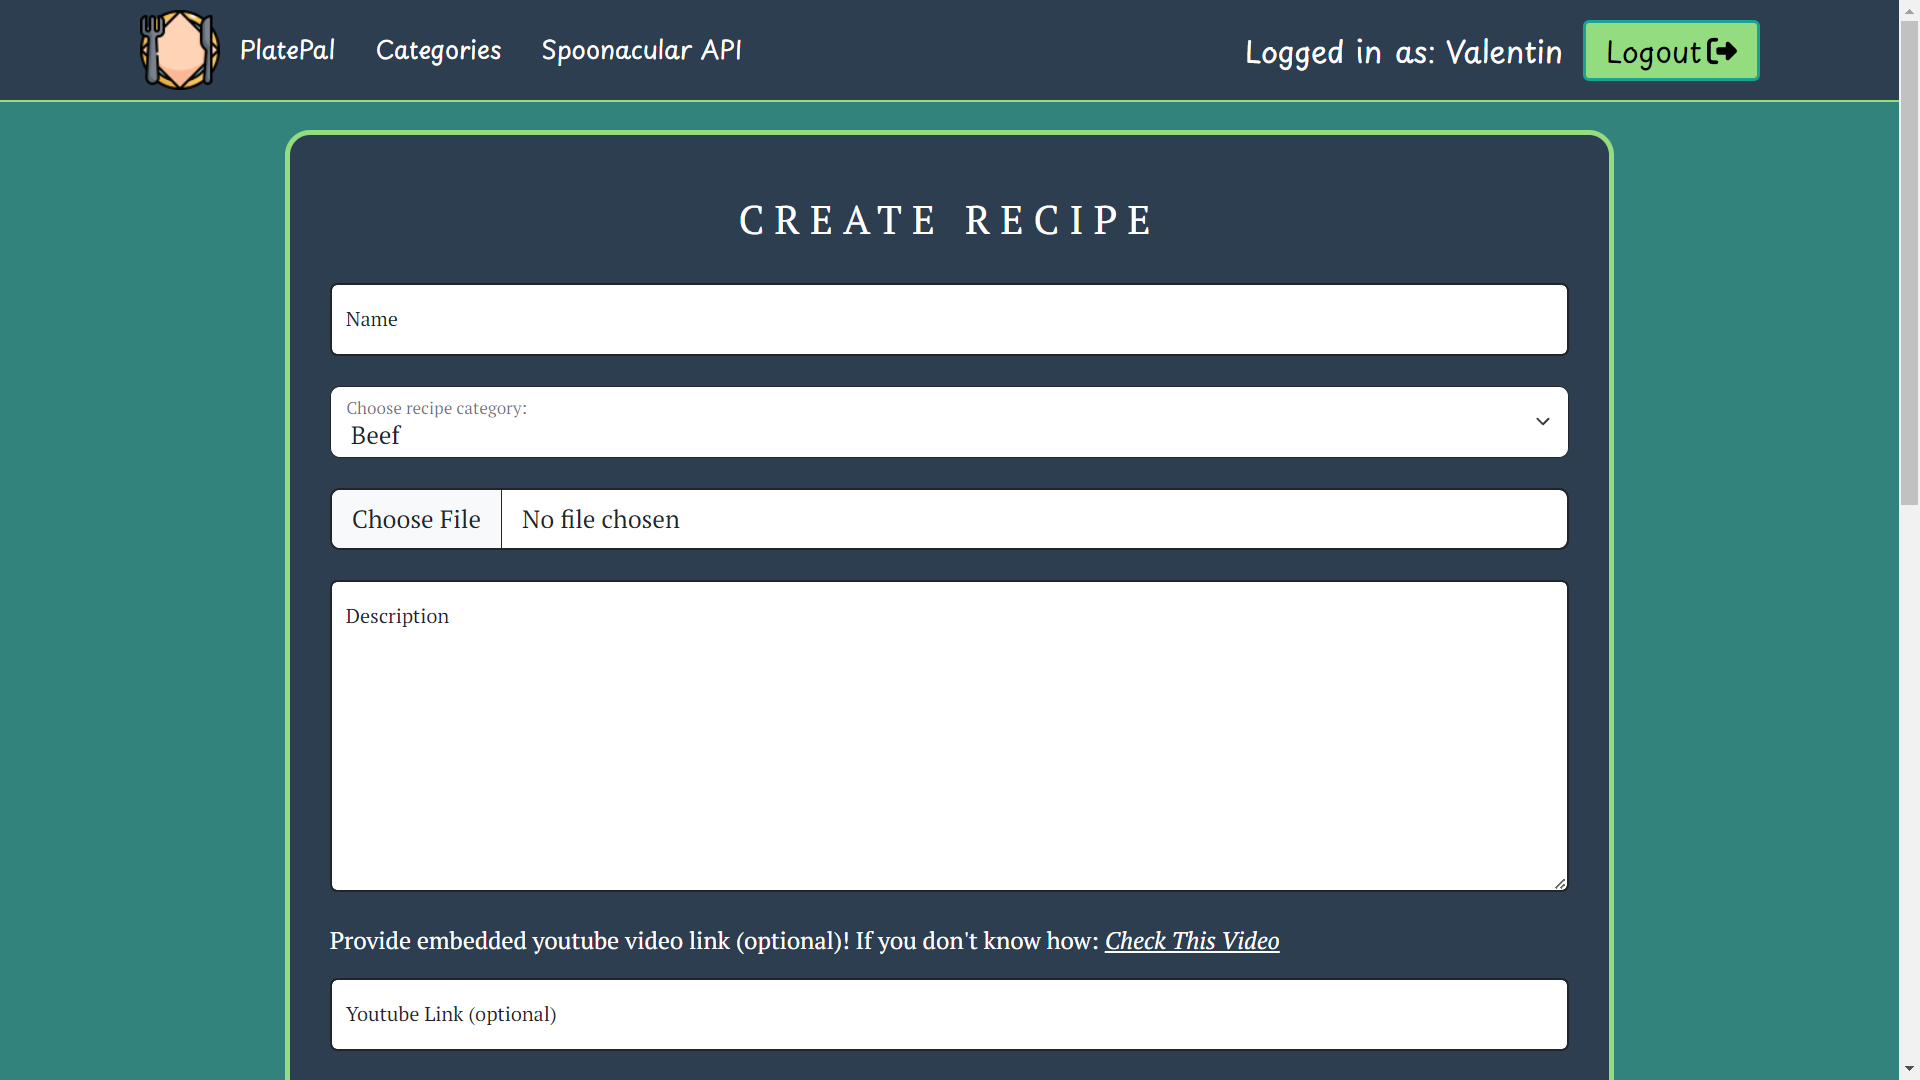 PlatePal Categories Spoonacular API Logged in as: Valentin Logout
CREATE RECIPE
Name
Choose recipe category:
Beef
Choose File No file chosen
Description
Provide embedded youtube video link (optional)! If you don't know how: Check This Video
Youtube Link (optional)